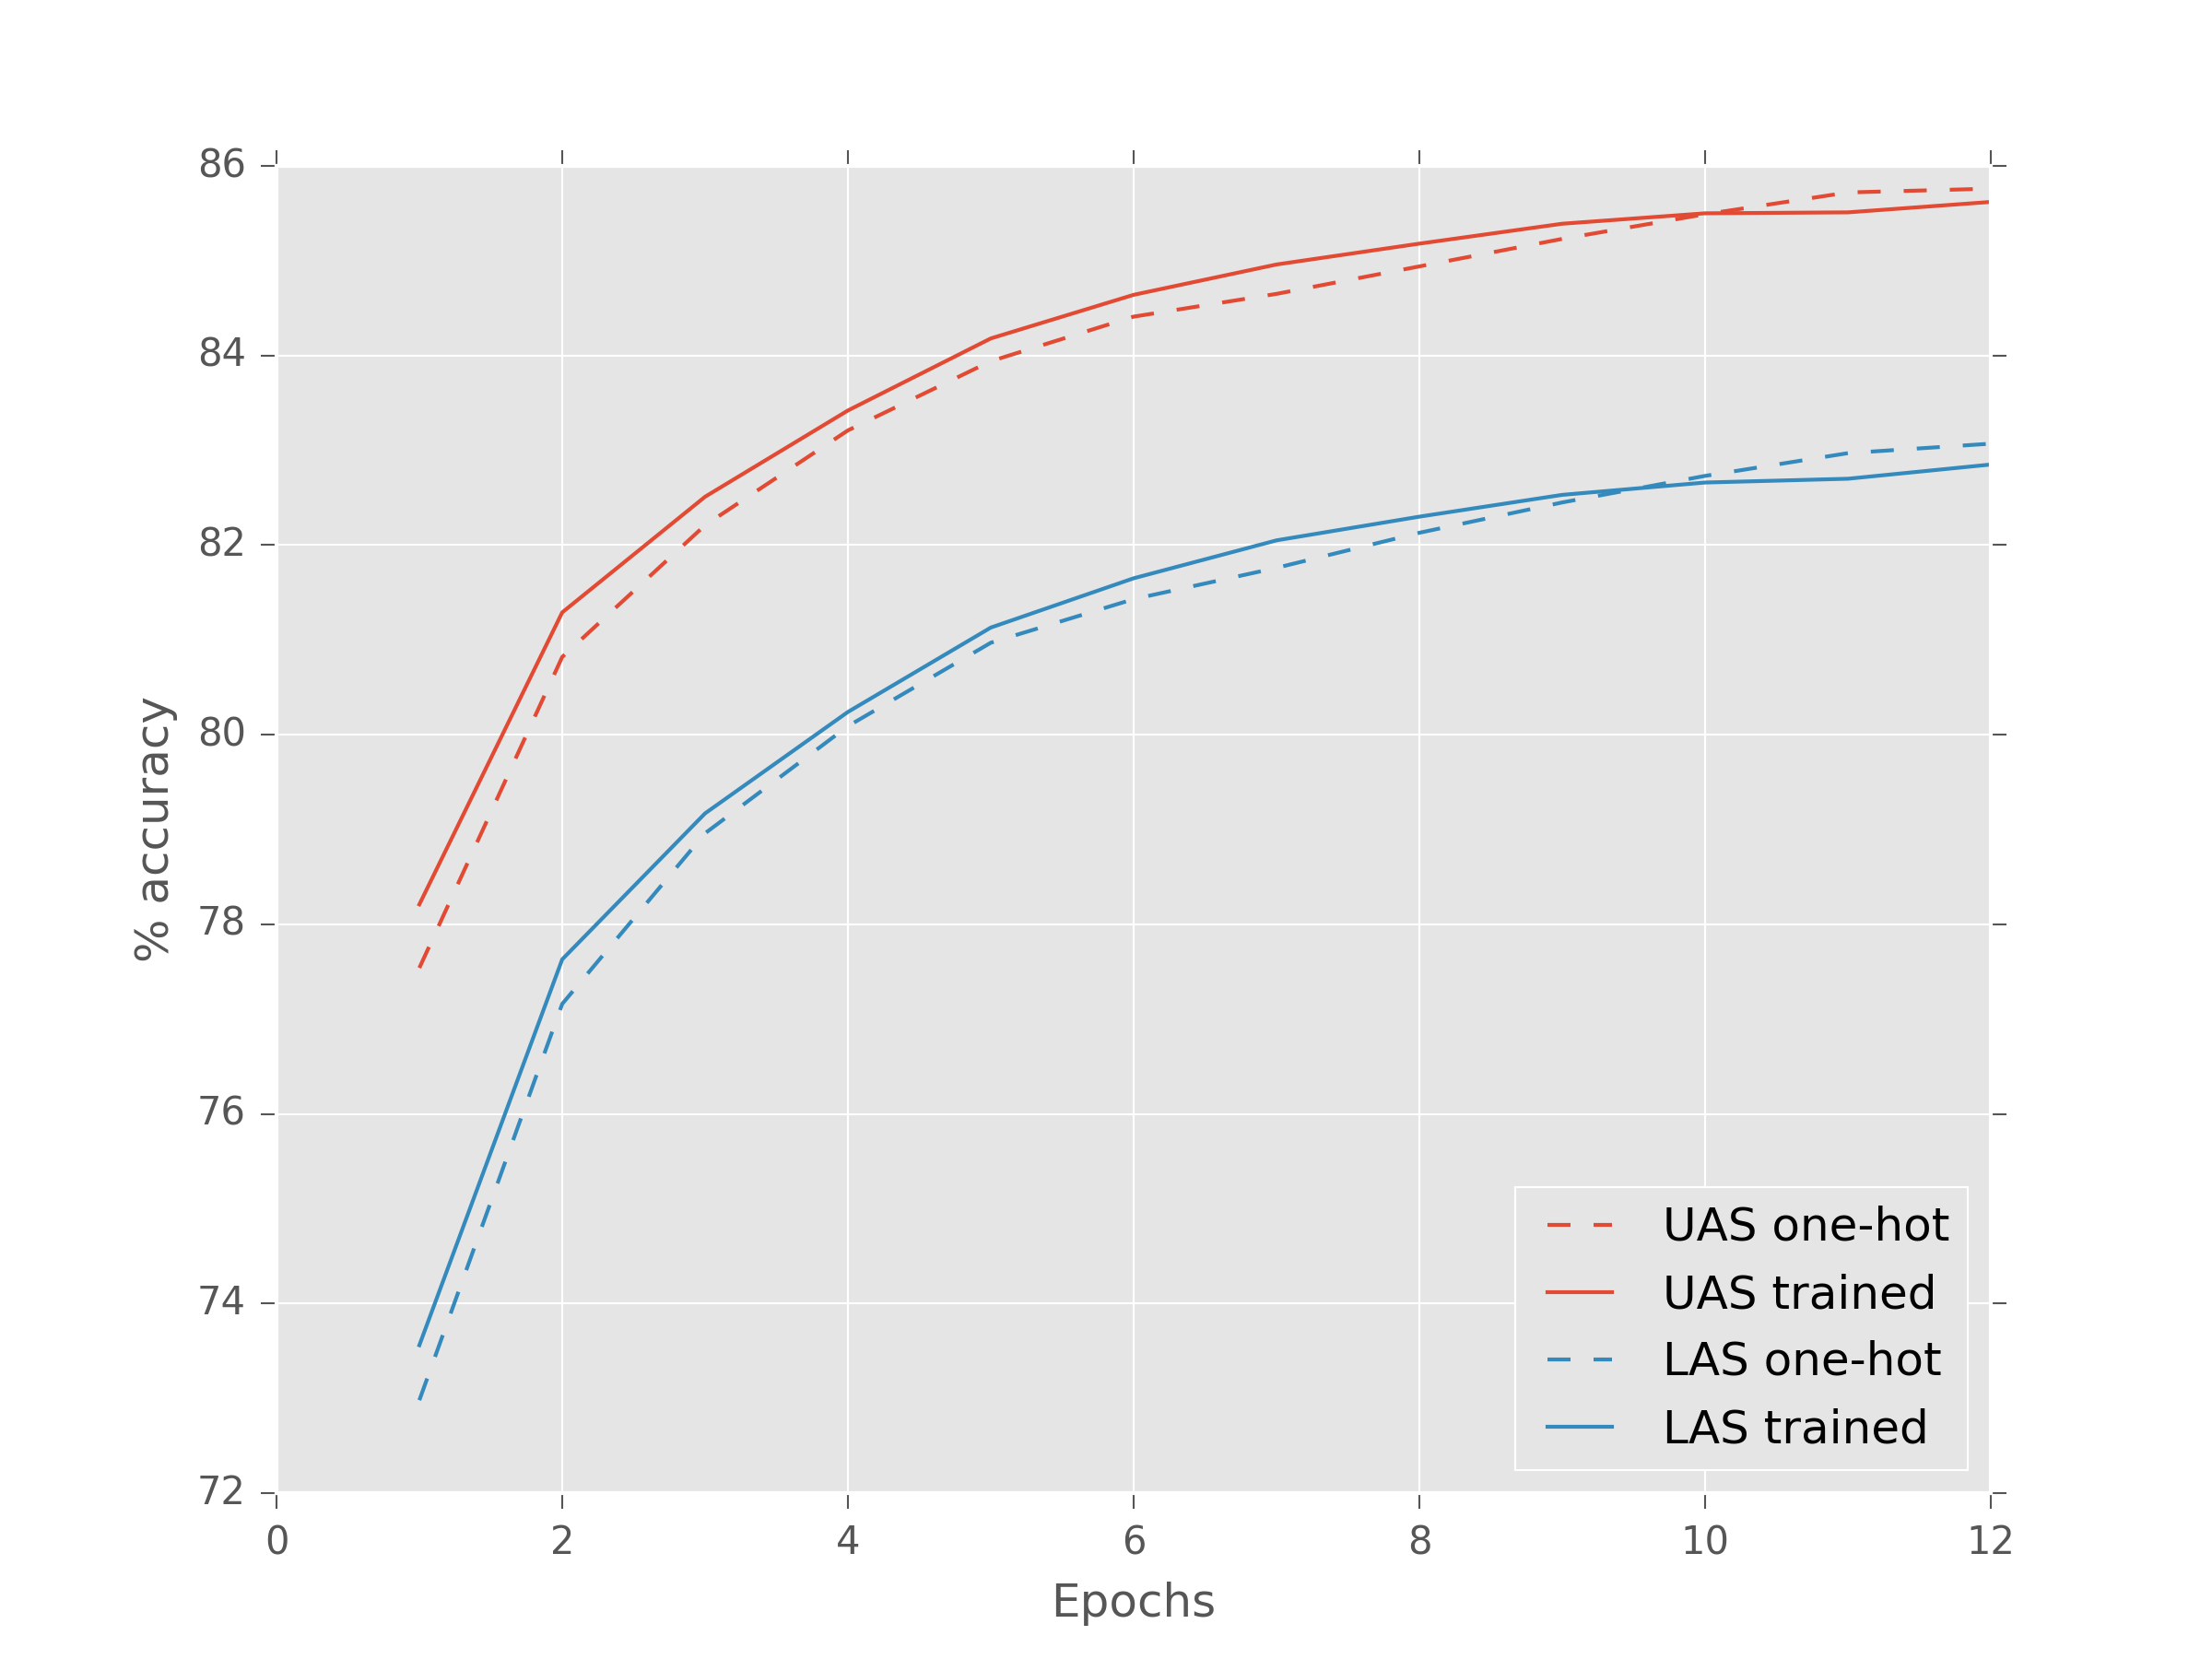 86
84
82
80
78
76
74
72
% accuracy
0 2 4 6 8 10 12
Epochs
UAS one-hot
UAS trained
LAS one-hot
LAS trained